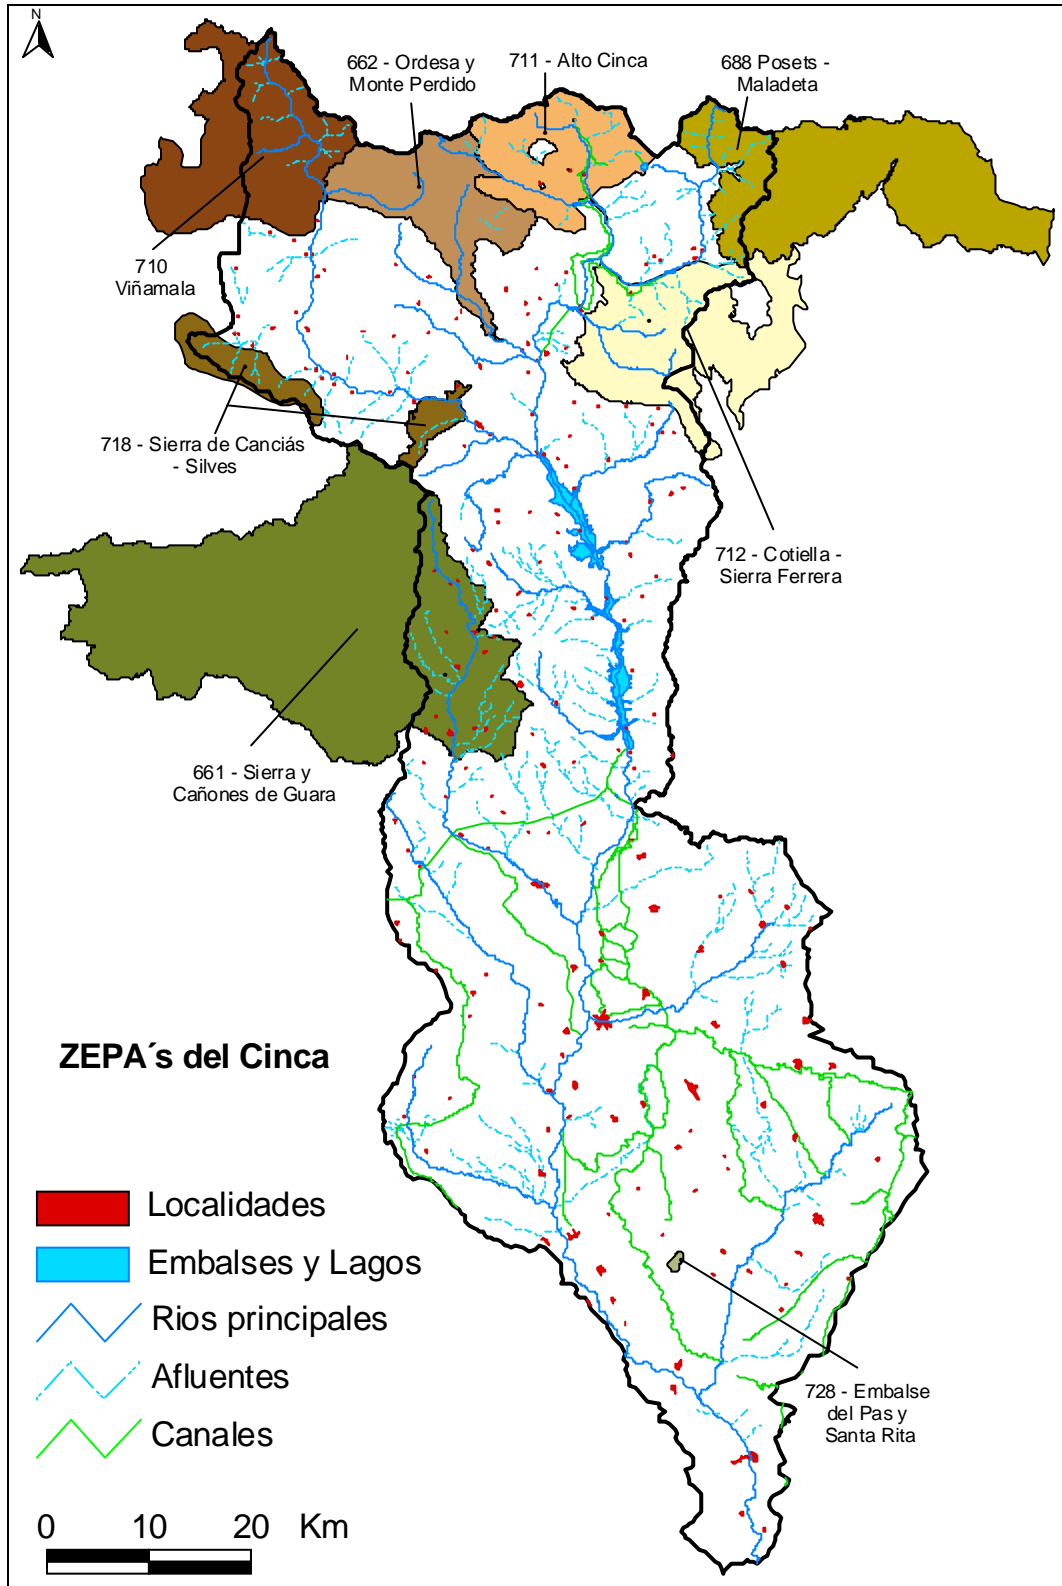 N
662 - Ordesa y
Monte Perdido
711 - Alto Cinca
688 Posets -
Maladeta
710
Viñamala
718 - Sierra de Canciás
- Silves
712 - Cotiella -
Sierra Ferrera
661 - Sierra y
Cañones de Guara
ZEPA´s del Cinca
Localidades
Embalses y Lagos
Rios principales
Afluentes
Canales
728 - Embalse
del Pas y
Santa Rita
0 10 20 Km